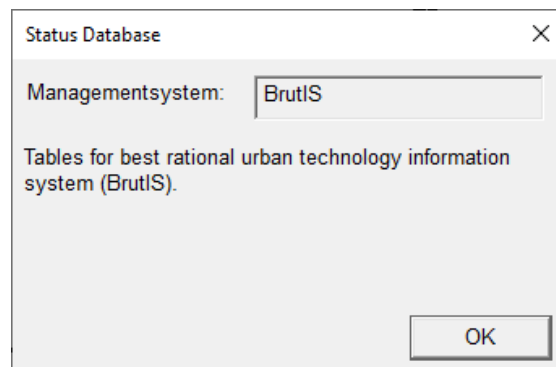 Status Database
Managementsystem: BrutIS
Tables for best rational urban technology information
system (BrutIS).
OK